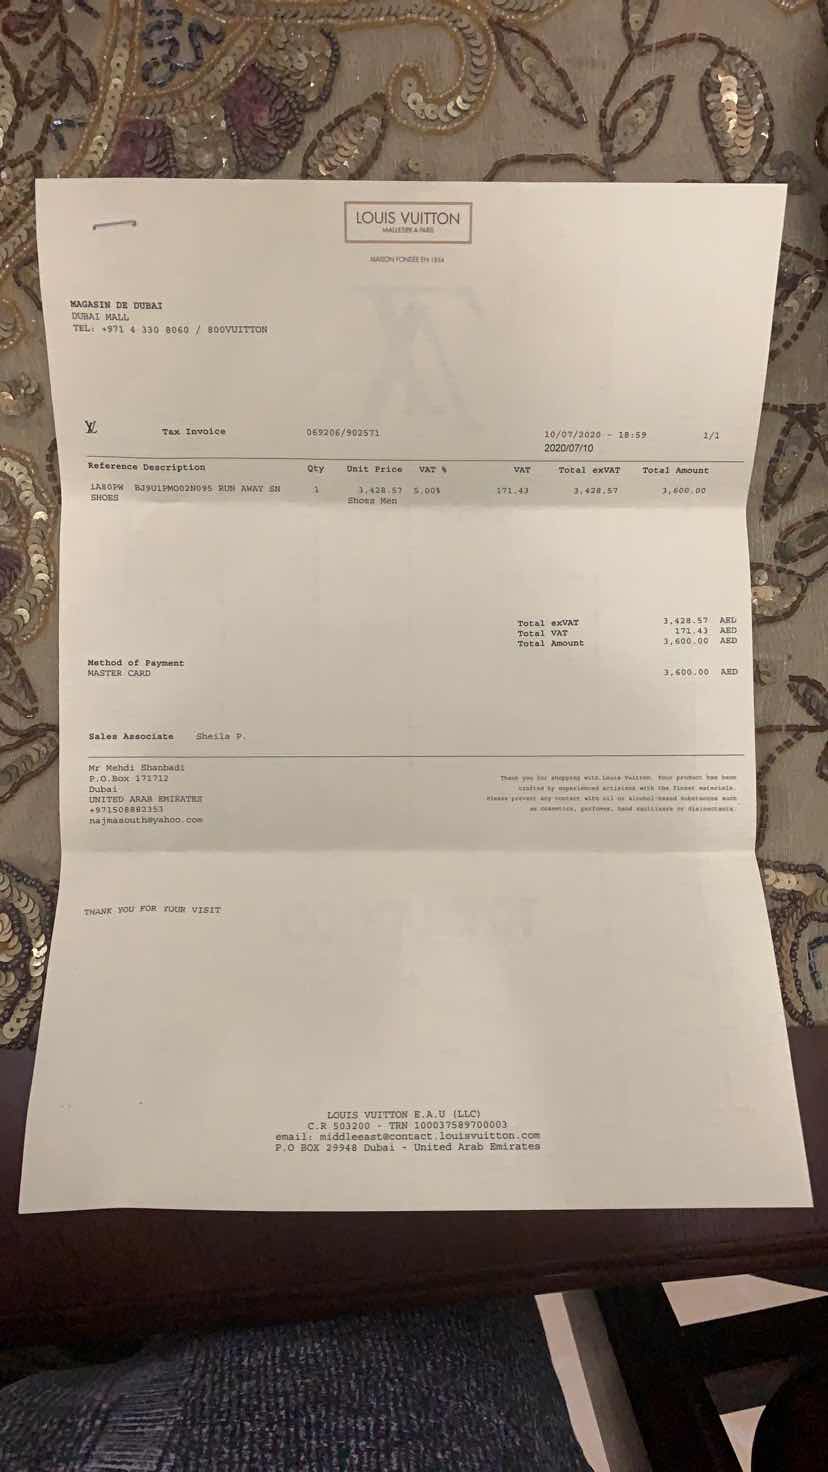 LOUIS VUITTON
MALLETIER À PARIS
MAISON FONDÉE EN 1854
MAGASIN DE DUBAI
DUBAI MALL
TEL: +971 4 330 8060 / 800VUITTON
LV Tax Invoice 069206/902571 10/07/2020 - 18:59 1/1
2020/07/10
Reference Description Qty Unit Price VAT % VAT Total exVAT Total Amount
1A80PW BJ9U1PMO02N095 RUN AWAY SN 1 3,428.57 5.00% 171.43 3,428.57 3,600.00
SHOES Shoes Men
Total exVAT 3,428.57 AED
Total VAT 171.43 AED
Total Amount 3,600.00 AED
Method of Payment
MASTER CARD 3,600.00 AED
Sales Associate Sheila P.
Mr Mehdi Shanbadi
P.O.Box 171712
Dubai
UNITED ARAB EMIRATES
+971508882353
najmasouth@yahoo.com
Thank you for shopping with Louis Vuitton. Your product has been
crafted by experienced artisians with the finest materials.
Please prevent any contact with oil or alcohol-based substances such
as cosmetics, perfumes, hand sanitizers or disinfectants.
THANK YOU FOR YOUR VISIT
LOUIS VUITTON E.A.U (LLC)
C.R 503200 - TRN 100037589700003
email: middleeast@contact.louisvuitton.com
P.O BOX 29948 Dubai - United Arab Emirates